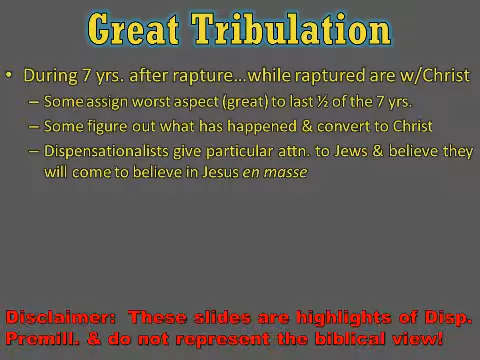 Great Tribulation
• During 7 yrs. after rapture…while raptured are w/Christ
– Some assign worst aspect (great) to last ½ of the 7 yrs.
– Some figure out what has happened & convert to Christ
– Dispensationalists give particular attn. to Jews & believe they
will come to believe in Jesus en masse
Disclaimer: These slides are highlights of Disp.
Premill. & do not represent the biblical view!